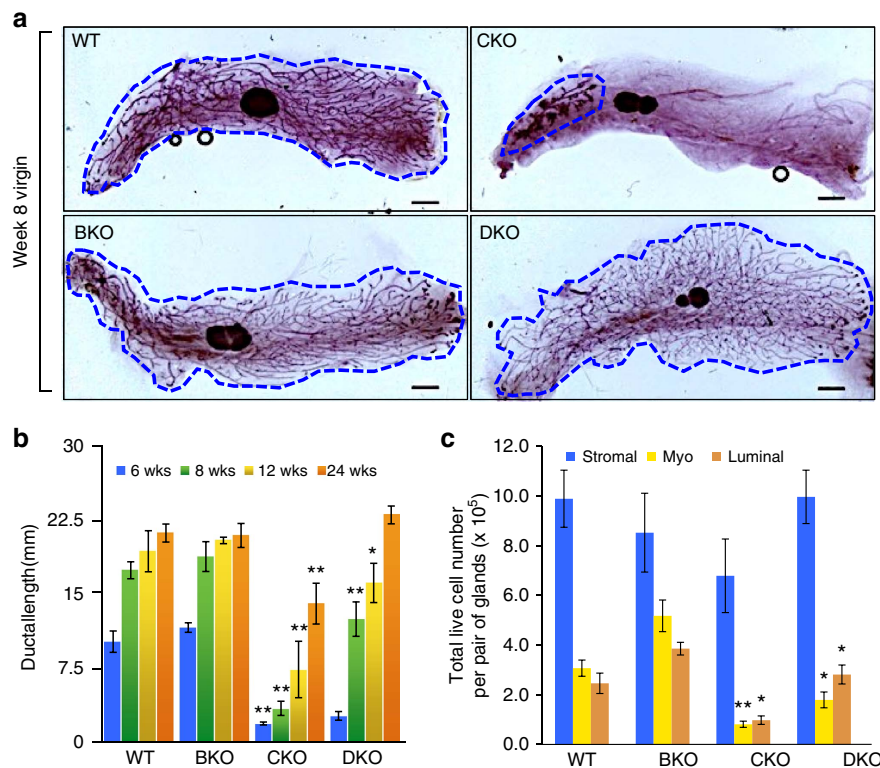 a
WT
CKO
Week 8 virgin
BKO
DKO
b
30
22.5
15
7.5
0
Ductallength(mm)
6 wks 8 wks 12 wks 24 wks
** ** ** **
** *
WT BKO CKO DKO
c
12.0
10.0
8.0
6.0
4.0
2.0
0.0
Total live cell number
per pair of glands (x 10⁵)
Stromal Myo Luminal
** *
* *
WT BKO CKO DKO